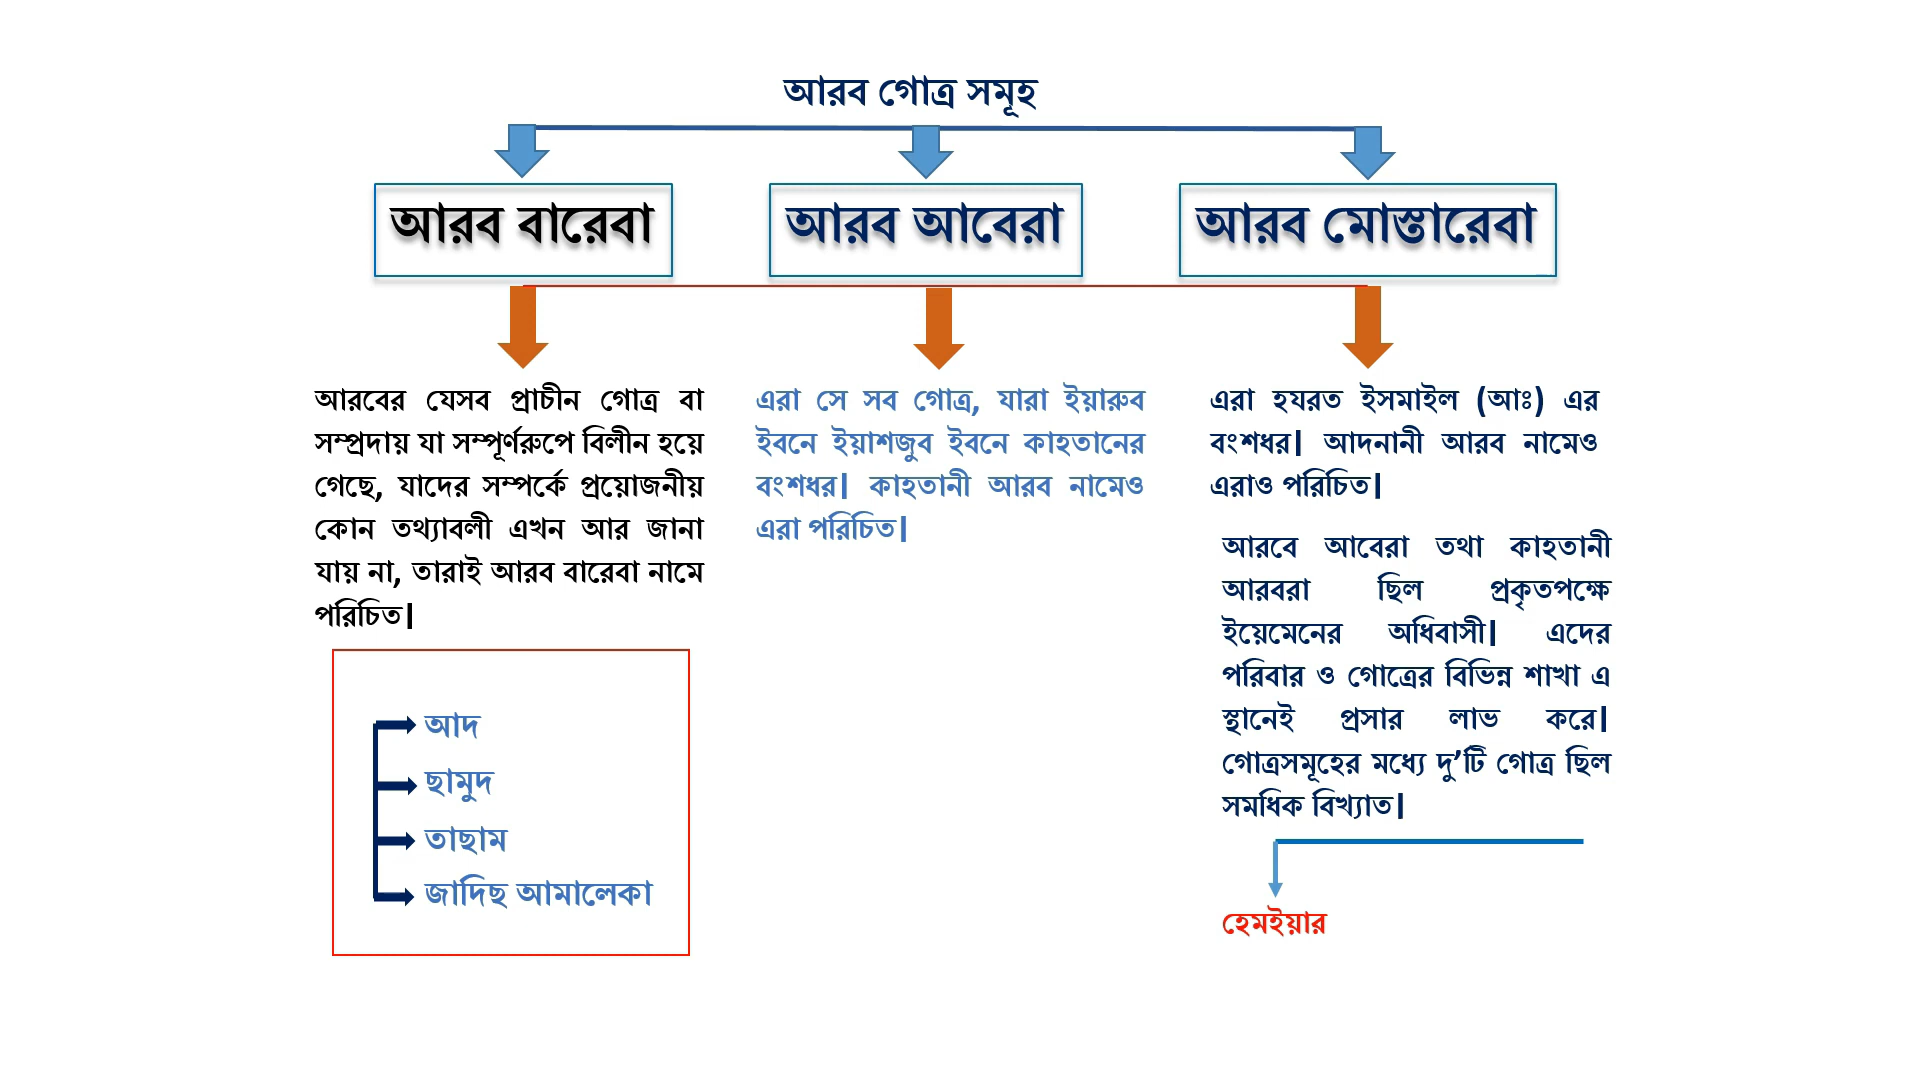 আরব গোত্র সমূহ
আরব বারেবা
আরব আবেরা
আরব মোস্তারেবা
আরবের যেসব প্রাচীন গোত্র বা
সম্প্রদায় যা সম্পূর্ণরুপে বিলীন হয়ে
গেছে, যাদের সম্পর্কে প্রয়োজনীয়
কোন তথ্যাবলী এখন আর জানা
যায় না, তারাই আরব বারেবা নামে
পরিচিত।
আদ
ছামুদ
তাছাম
জাদিছ আমালেকা
এরা সে সব গোত্র, যারা ইয়ারুব
ইবনে ইয়াশজুব ইবনে কাহতানের
বংশধর। কাহতানী আরব নামেও
এরা পরিচিত।
এরা হযরত ইসমাইল (আঃ) এর
বংশধর। আদনানী আরব নামেও
এরাও পরিচিত।
আরবে আবেরা তথা কাহতানী
আরবরা ছিল প্রকৃতপক্ষে
ইয়েমেনের অধিবাসী। এদের
পরিবার ও গোত্রের বিভিন্ন শাখা এ
স্থানেই প্রসার লাভ করে।
গোত্রসমূহের মধ্যে দু’টি গোত্র ছিল
সমধিক বিখ্যাত।
হেমইয়ার